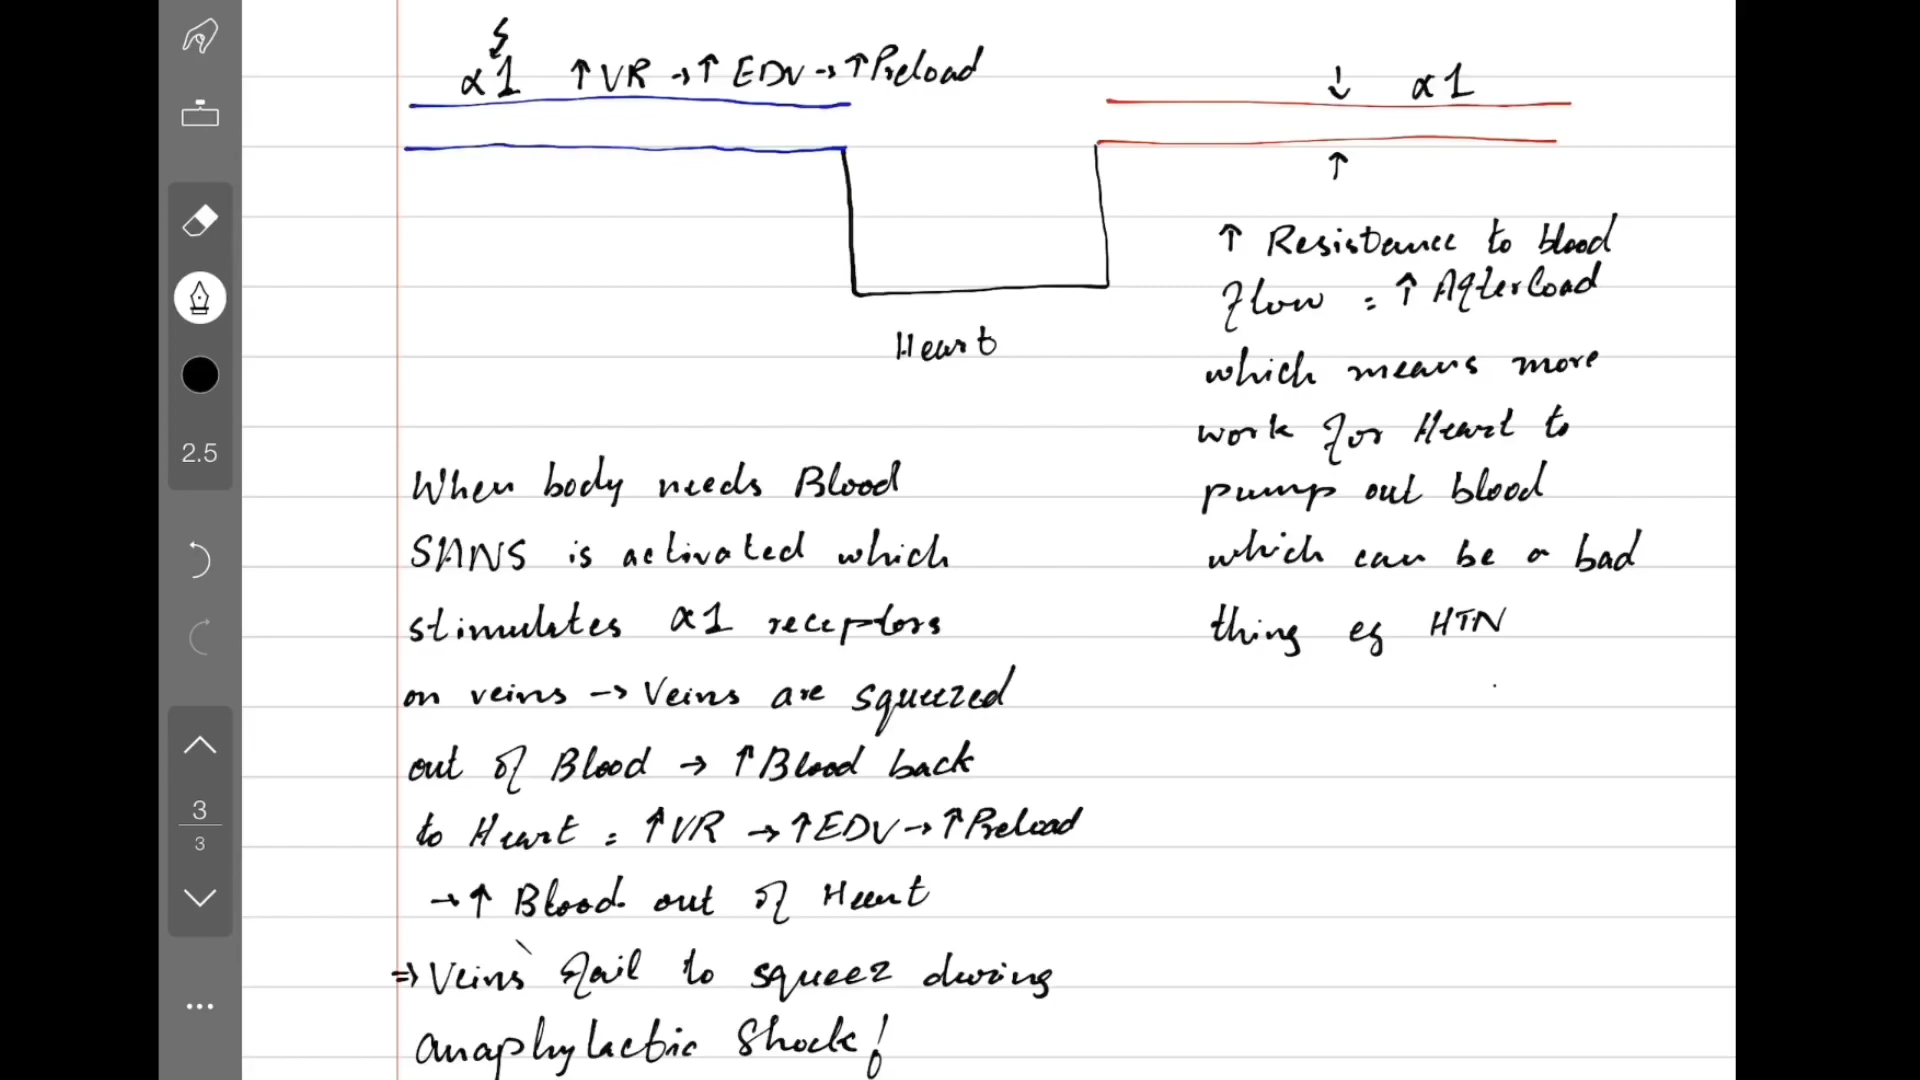 α1 ↑VR →↑ EDV →↑Preload
↓ α1
↑
Heart
↑ Resistance to blood
flow = ↑ Afterload
which means more
work for Heart to
pump out blood
which can be a bad
thing eg HTN
When body needs Blood
SANS is activated which
stimulates α1 receptors
on veins → Veins are squeezed
out of Blood → ↑Blood back
to Heart = ↑VR →↑EDV→↑Preload
→↑ Blood out of Heart
⇒ Veins fail to squeez during
anaphylactic Shock!
2.5
3
3